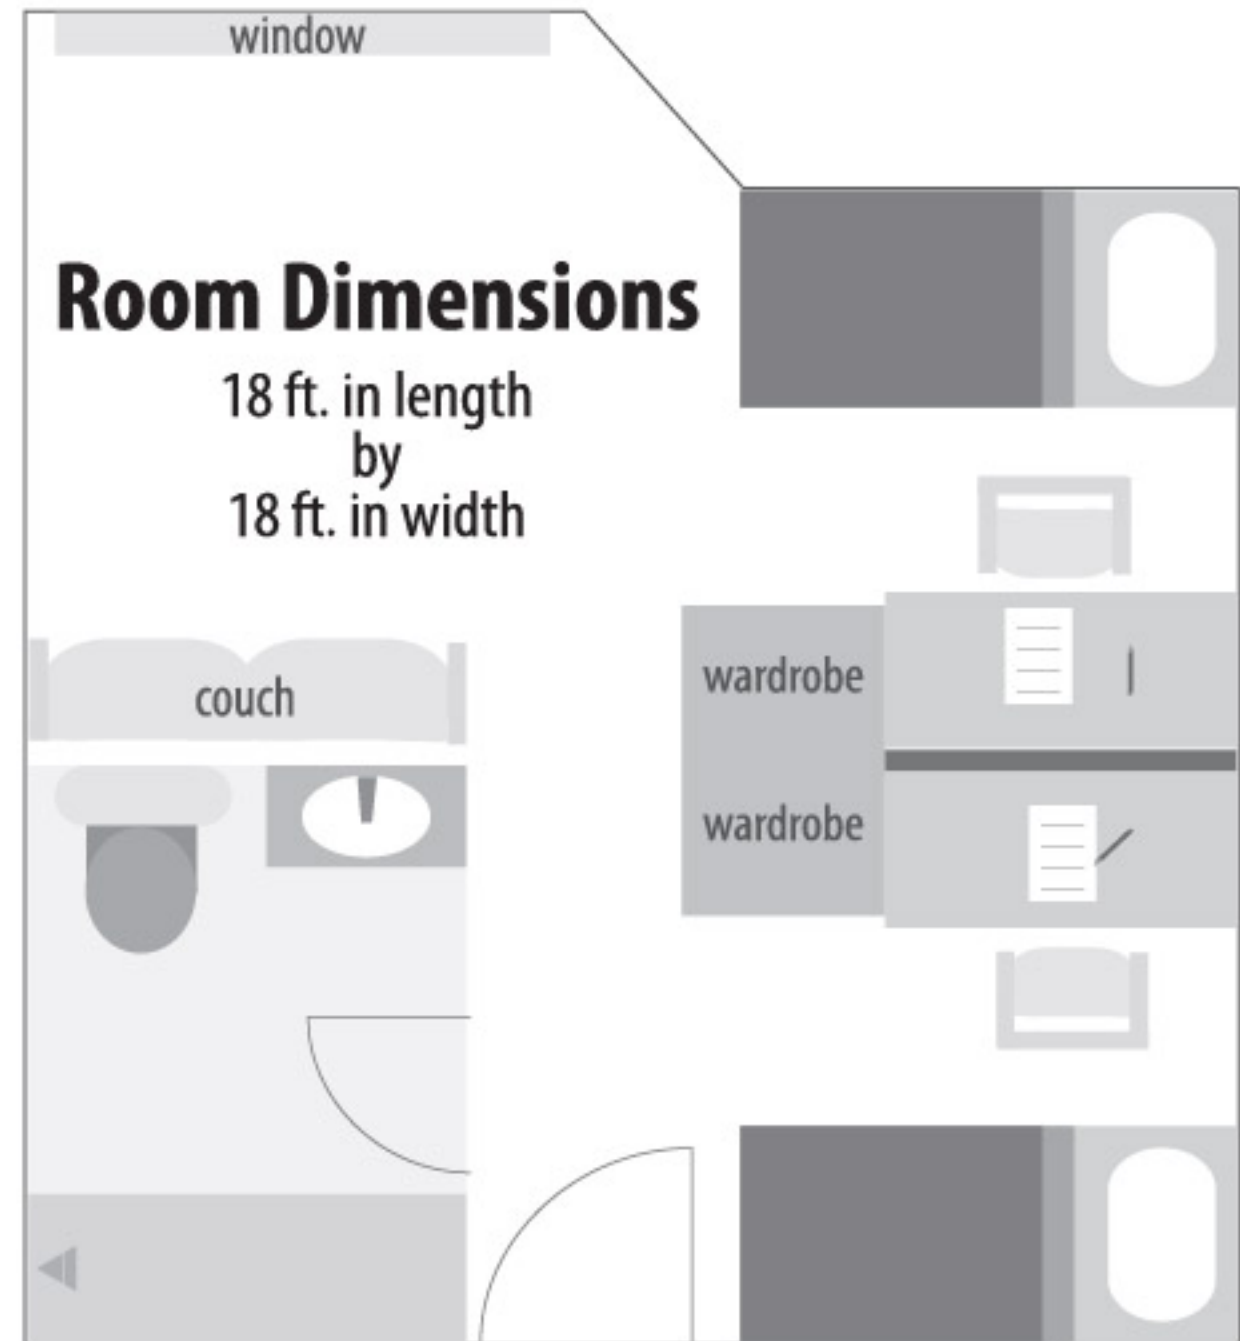 window
Room Dimensions
18 ft. in length
by
18 ft. in width
couch
wardrobe
wardrobe